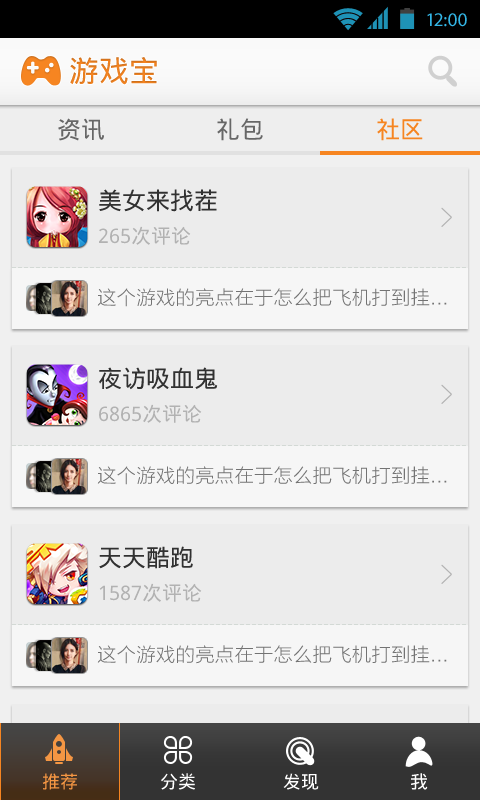 12:00
游戏宝
资讯
礼包
社区
美女来找茬
265次评论
这个游戏的亮点在于怎么把飞机打到挂...
夜访吸血鬼
6865次评论
这个游戏的亮点在于怎么把飞机打到挂...
天天酷跑
1587次评论
这个游戏的亮点在于怎么把飞机打到挂...
推荐
分类
发现
我